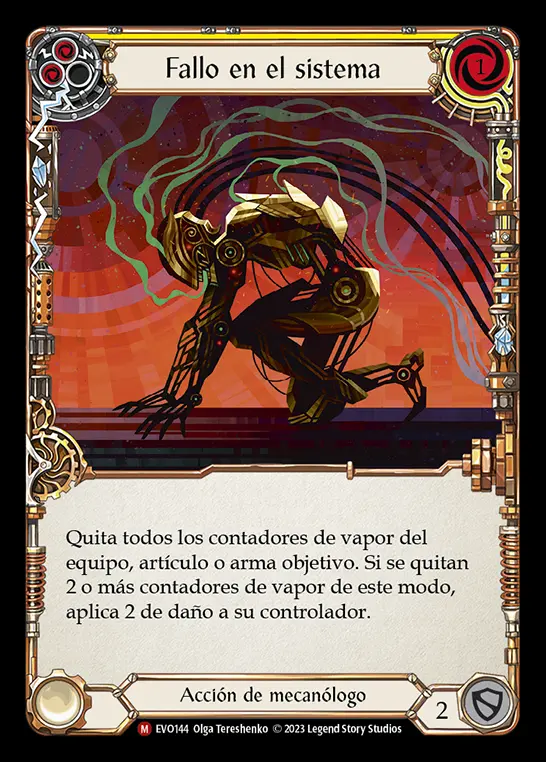 Fallo en el sistema
1
Quita todos los contadores de vapor del
equipo, artículo o arma objetivo. Si se quitan
2 o más contadores de vapor de este modo,
aplica 2 de daño a su controlador.
Acción de mecanólogo
2
M EVO144 Olga Tereshenko © 2023 Legend Story Studios